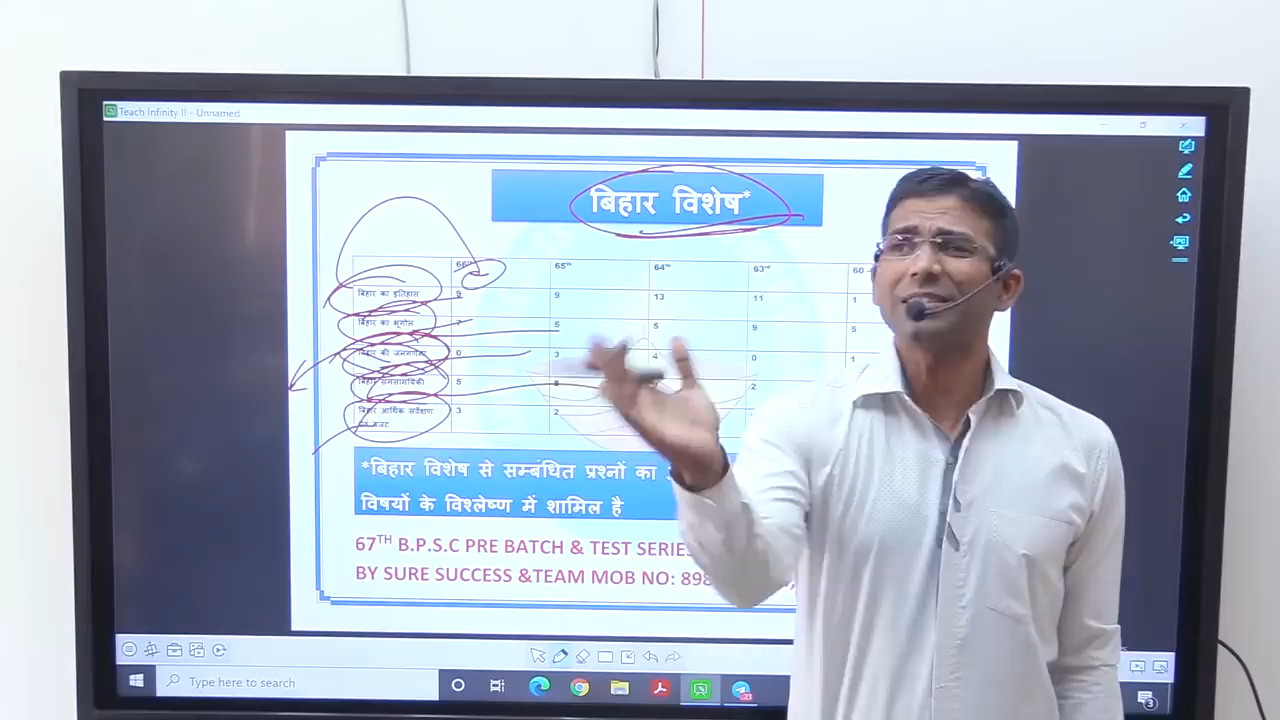 Teach Infinity II - Unnamed
बिहार विशेष*
66th 65th 64th 63rd 60 -
बिहार का इतिहास 9 9 13 11 1
बिहार का भूगोल 7 5 5 9 5
बिहार की जनगणना 0 3 4 0 1
बिहार समसामयिकी 5 2
बिहार आर्थिक सर्वेक्षण 3 2
बजट
*बिहार विशेष से सम्बंधित प्रश्नों का
विषयों के विश्लेष्ण में शामिल है
67TH B.P.S.C PRE BATCH & TEST SERIES
BY SURE SUCCESS &TEAM MOB NO: 898
Type here to search